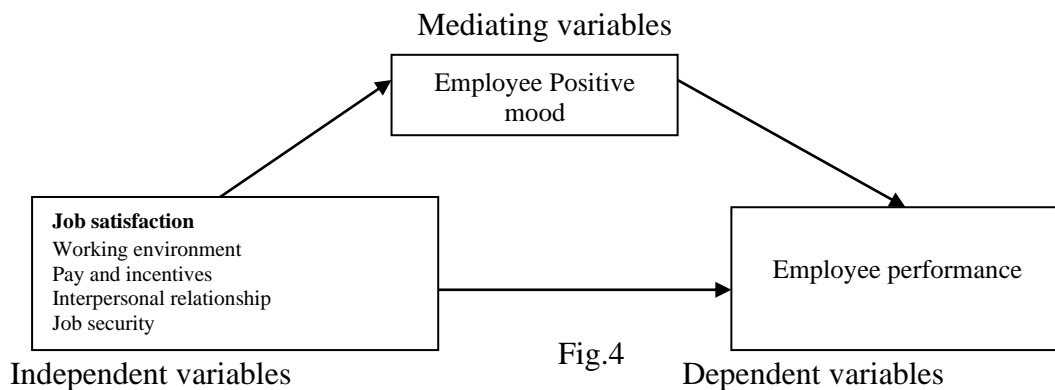 Mediating variables
Employee Positive
mood
Job satisfaction
Working environment
Pay and incentives
Interpersonal relationship
Job security
Employee performance
Fig.4
Independent variables
Dependent variables